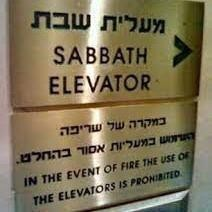 מעלית שבת
SABBATH
ELEVATOR
במקרה של שריפה
השימוש במעליות אסור בהחלט.
IN THE EVENT OF FIRE THE USE OF
THE ELEVATORS IS PROHIBITED.